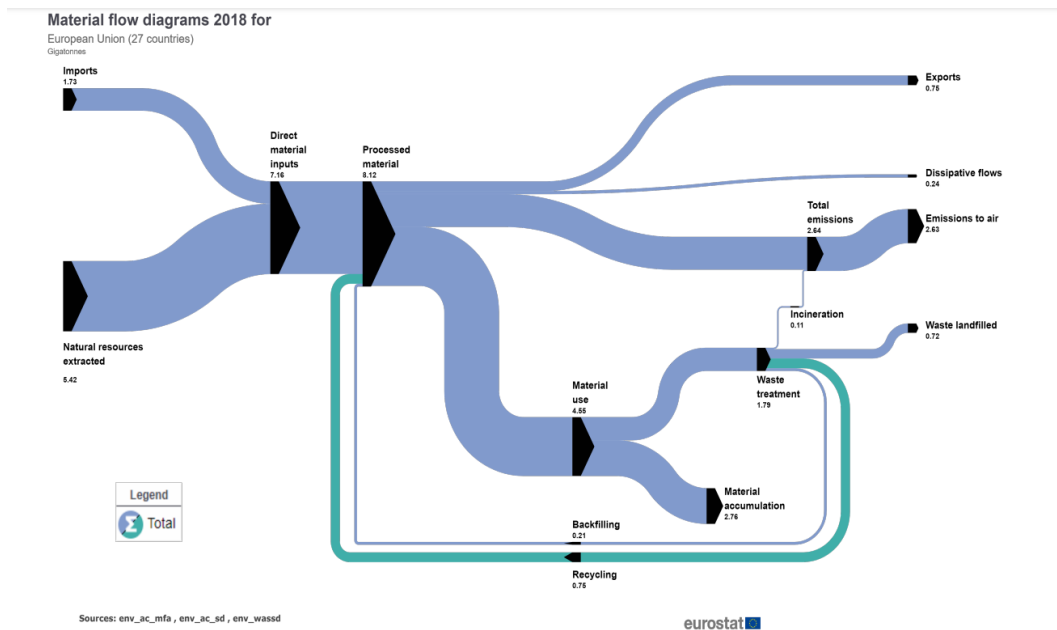 Material flow diagrams 2018 for
European Union (27 countries)
Gigatonnes
Imports
1.73
Direct
material
inputs
7.16
Processed
material
8.12
Exports
0.75
Dissipative flows
0.24
Total
emissions
2.64
Emissions to air
2.63
Incineration
0.11
Waste landfilled
0.72
Natural resources
extracted
5.42
Waste
treatment
1.79
Material
use
4.55
Material
accumulation
2.76
Legend
Σ Total
Backfilling
0.21
Recycling
0.75
Sources: env_ac_mfa , env_ac_sd , env_wassd
eurostat